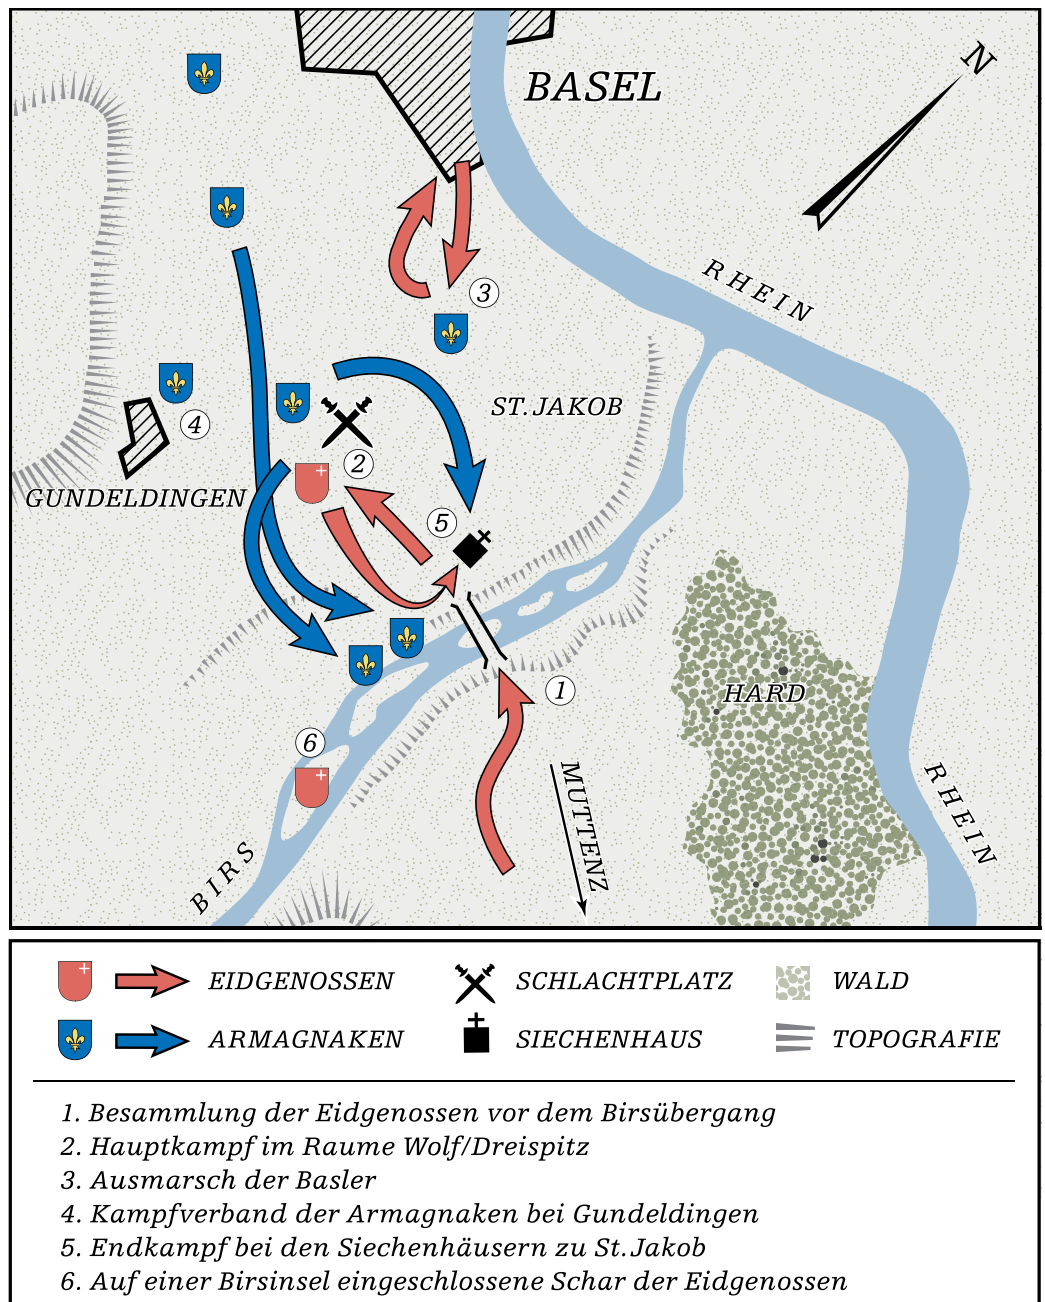 BASEL
N
RHEIN
3
ST. JAKOB
4
2
GUNDELDINGEN
5
1
HARD
6
MUTTENZ
RHEIN
BIRS
EIDGENOSSEN
SCHLACHTPLATZ
WALD
ARMAGNAKEN
SIECHENHAUS
TOPOGRAFIE
1. Besammlung der Eidgenossen vor dem Birsübergang
2. Hauptkampf im Raume Wolf/Dreispitz
3. Ausmarsch der Basler
4. Kampfverband der Armagnaken bei Gundeldingen
5. Endkampf bei den Siechenhäusern zu St. Jakob
6. Auf einer Birsinsel eingeschlossene Schar der Eidgenossen